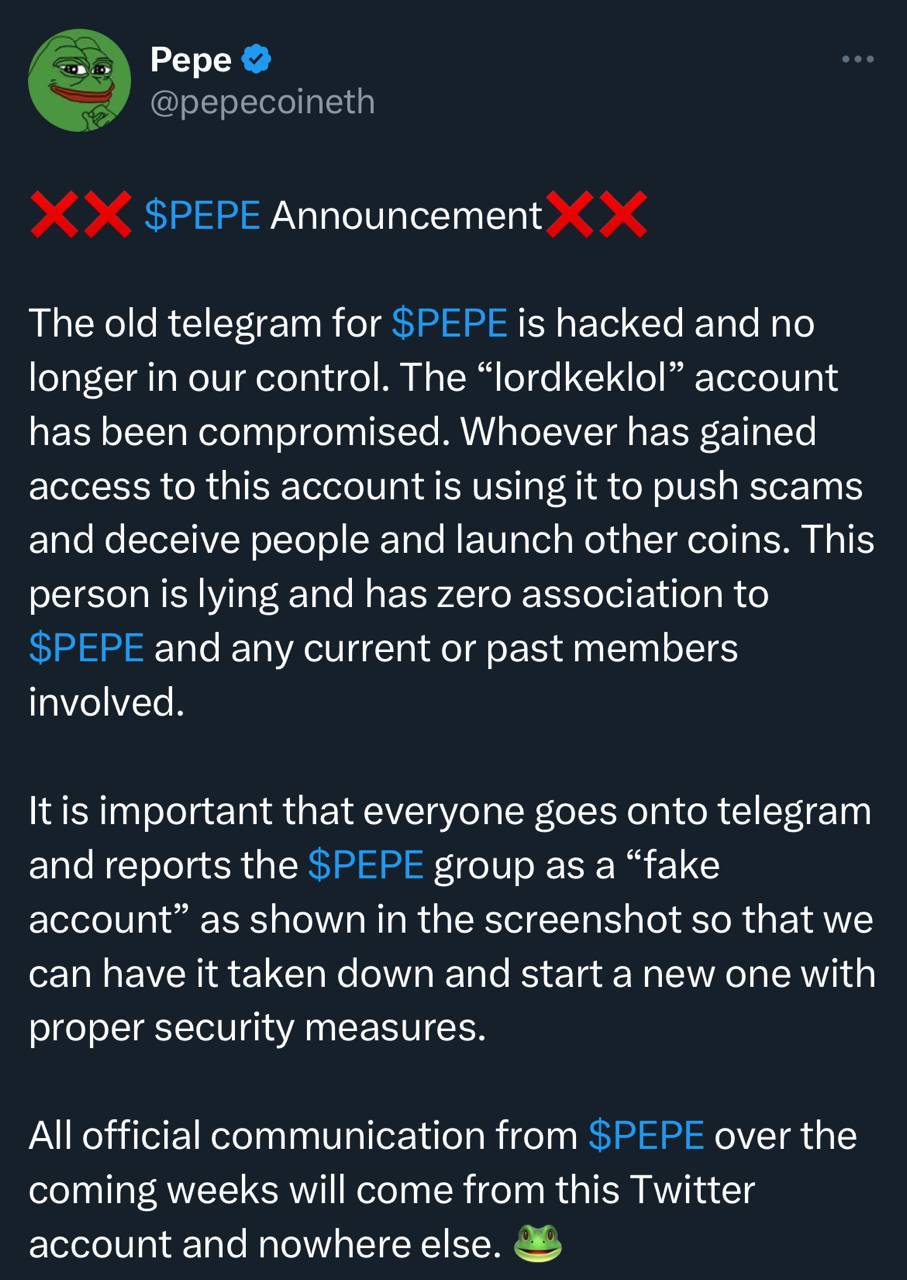 Pepe
@pepecoineth
❌❌ $PEPE Announcement❌❌
The old telegram for $PEPE is hacked and no
longer in our control. The “lordkeklol” account
has been compromised. Whoever has gained
access to this account is using it to push scams
and deceive people and launch other coins. This
person is lying and has zero association to
$PEPE and any current or past members
involved.
It is important that everyone goes onto telegram
and reports the $PEPE group as a “fake
account” as shown in the screenshot so that we
can have it taken down and start a new one with
proper security measures.
All official communication from $PEPE over the
coming weeks will come from this Twitter
account and nowhere else. 🐸